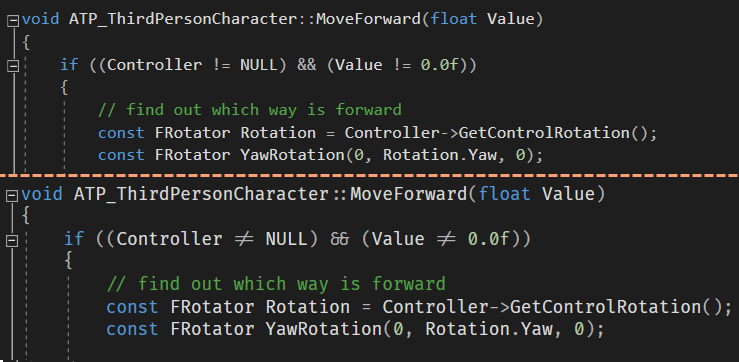 void ATP_ThirdPersonCharacter::MoveForward(float Value)
{
if ((Controller != NULL) && (Value != 0.0f))
{
// find out which way is forward
const FRotator Rotation = Controller->GetControlRotation();
const FRotator YawRotation(0, Rotation.Yaw, 0);
void ATP_ThirdPersonCharacter::MoveForward(float Value)
{
if ((Controller ≠ NULL) && (Value ≠ 0.0f))
{
// find out which way is forward
const FRotator Rotation = Controller->GetControlRotation();
const FRotator YawRotation(0, Rotation.Yaw, 0);